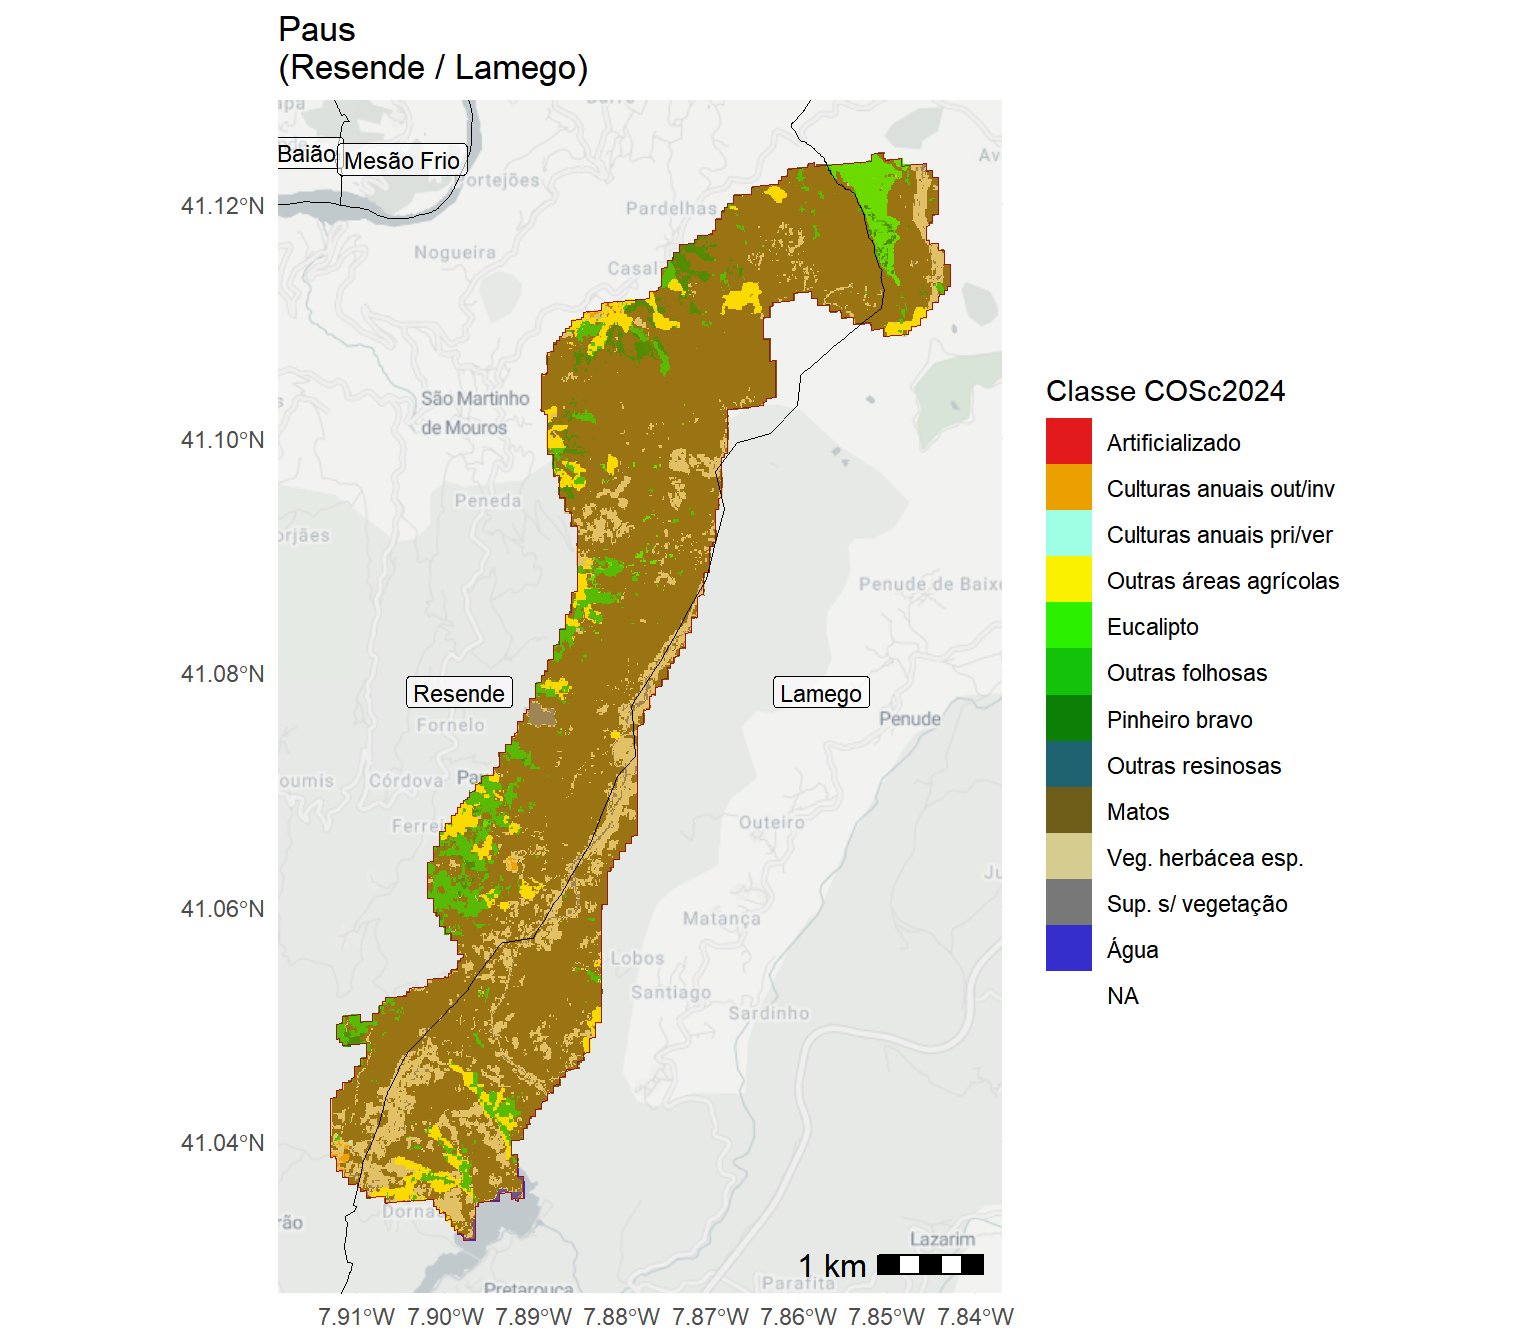 Paus
(Resende / Lamego)
Baião
Mesão Frio
ortejões
Av
Pardelhas
Nogueira
Casal
São Martinho
de Mouros
Peneda
orjães
Penude de Baixo
Resende
Lamego
Fornelo
Penude
oumis
Córdova
Pau
Ferrei
Outeiro
Ju
Matança
Lobos
Santiago
Sardinho
Dornas
rão
Lazarim
Pretarouca
Parafita
1 km
41.12°N
41.10°N
41.08°N
41.06°N
41.04°N
7.91°W 7.90°W 7.89°W 7.88°W 7.87°W 7.86°W 7.85°W 7.84°W
Classe COSc2024
Artificializado
Culturas anuais out/inv
Culturas anuais pri/ver
Outras áreas agrícolas
Eucalipto
Outras folhosas
Pinheiro bravo
Outras resinosas
Matos
Veg. herbácea esp.
Sup. s/ vegetação
Água
NA